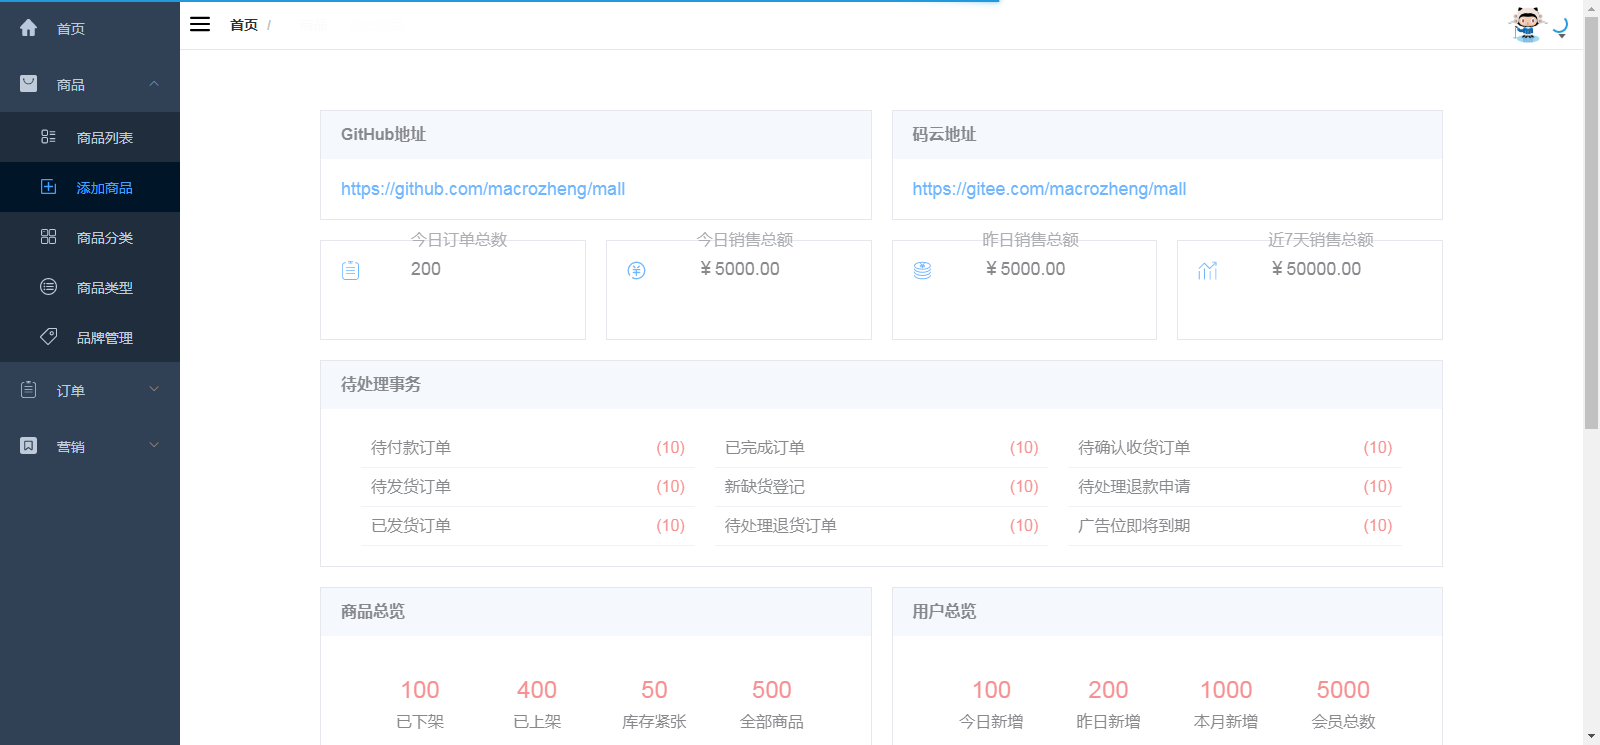 首页
商品
商品列表
添加商品
商品分类
商品类型
品牌管理
订单
营销
首页 /
GitHub地址
https://github.com/macrozheng/mall
码云地址
https://gitee.com/macrozheng/mall
今日订单总数
200
今日销售总额
￥5000.00
昨日销售总额
￥5000.00
近7天销售总额
￥50000.00
待处理事务
待付款订单 (10) 已完成订单 (10) 待确认收货订单 (10)
待发货订单 (10) 新缺货登记 (10) 待处理退款申请 (10)
已发货订单 (10) 待处理退货订单 (10) 广告位即将到期 (10)
商品总览
100 400 50 500
已下架 已上架 库存紧张 全部商品
用户总览
100 200 1000 5000
今日新增 昨日新增 本月新增 会员总数